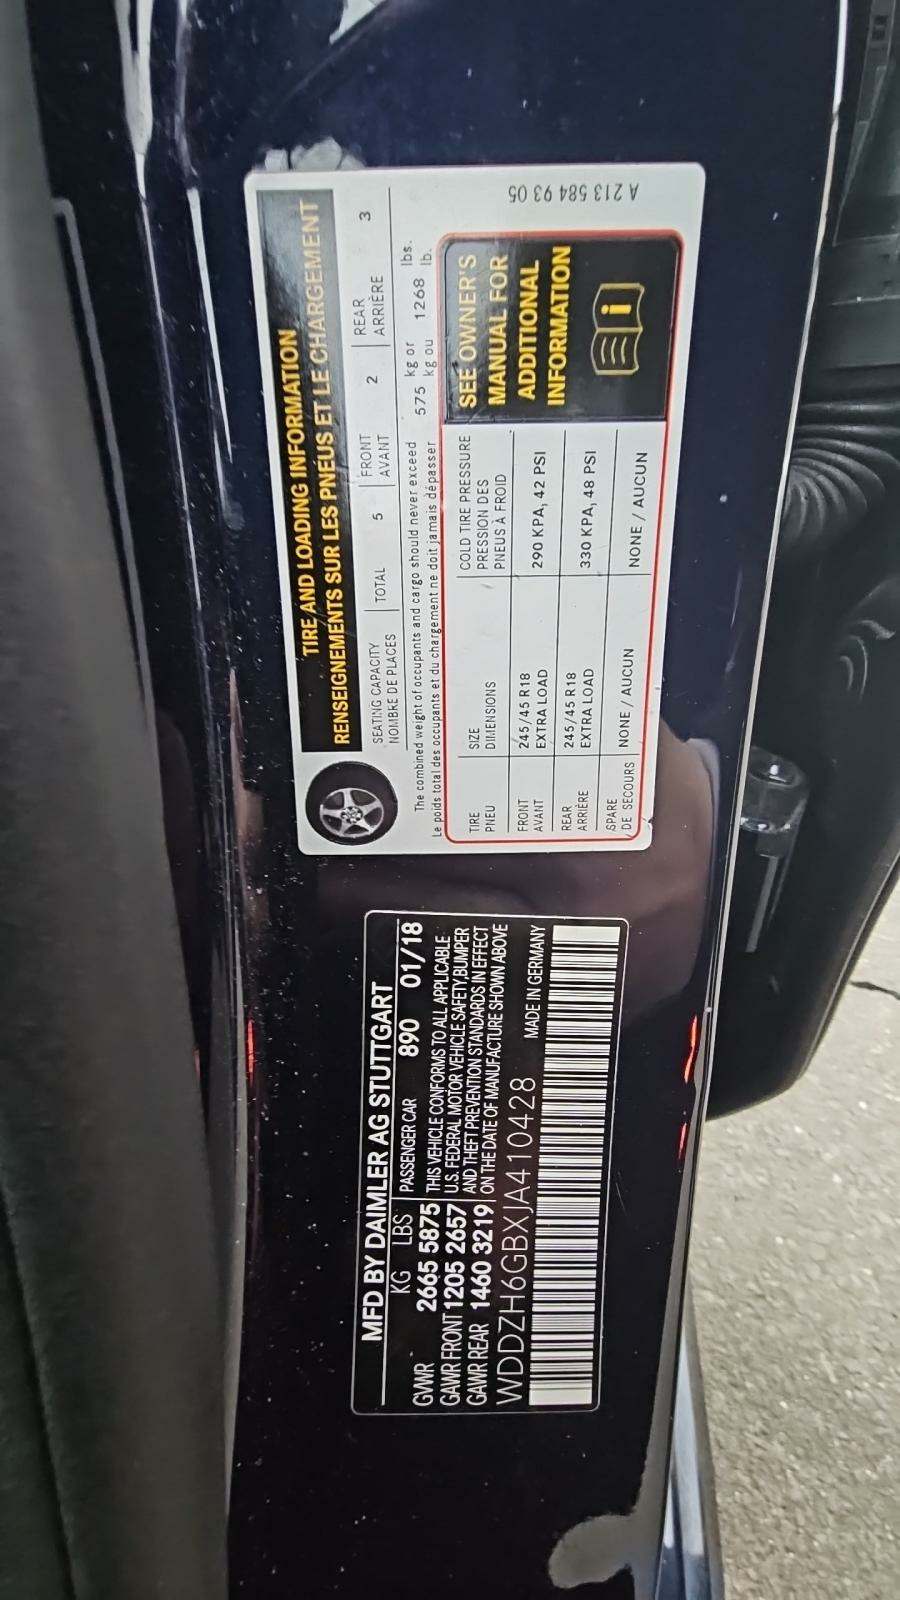 TIRE AND LOADING INFORMATION
RENSEIGNEMENTS SUR LES PNEUS ET LE CHARGEMENT
SEATING CAPACITY TOTAL 5 FRONT 2 REAR 3
NOMBRE DE PLACES AVANT ARRIÈRE
The combined weight of occupants and cargo should never exceed 575 kg or 1268 lbs.
Le poids total des occupants et du chargement ne doit jamais dépasser kg ou lb.
TIRE SIZE COLD TIRE PRESSURE
PNEU DIMENSIONS PRESSION DES
PNEUS À FROID
FRONT 245/45 R18 290 KPA, 42 PSI
AVANT EXTRA LOAD
REAR 245/45 R18 330 KPA, 48 PSI
ARRIÈRE EXTRA LOAD
SPARE NONE / AUCUN NONE / AUCUN
DE SECOURS
SEE OWNER'S
MANUAL FOR
ADDITIONAL
INFORMATION
i
A 213 584 93 05
MFD BY DAIMLER AG STUTTGART
KG LBS PASSENGER CAR 890 01/18
GVWR 2665 5875 THIS VEHICLE CONFORMS TO ALL APPLICABLE
GAWR FRONT 1205 2657 U.S. FEDERAL MOTOR VEHICLE SAFETY,BUMPER
GAWR REAR 1460 3219 AND THEFT PREVENTION STANDARDS IN EFFECT
ON THE DATE OF MANUFACTURE SHOWN ABOVE
WDDZH6GBXJA410428 MADE IN GERMANY